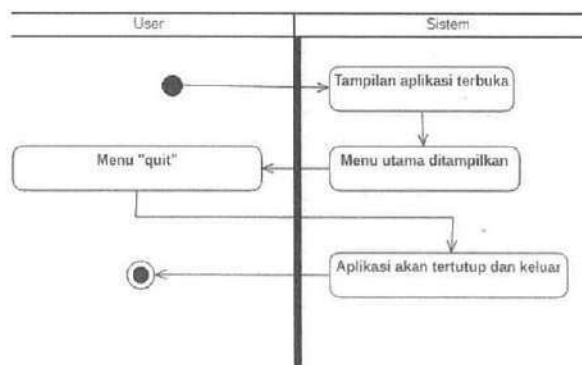 User
Sistem
Tampilan aplikasi terbuka
Menu "quit"
Menu utama ditampilkan
Aplikasi akan tertutup dan keluar